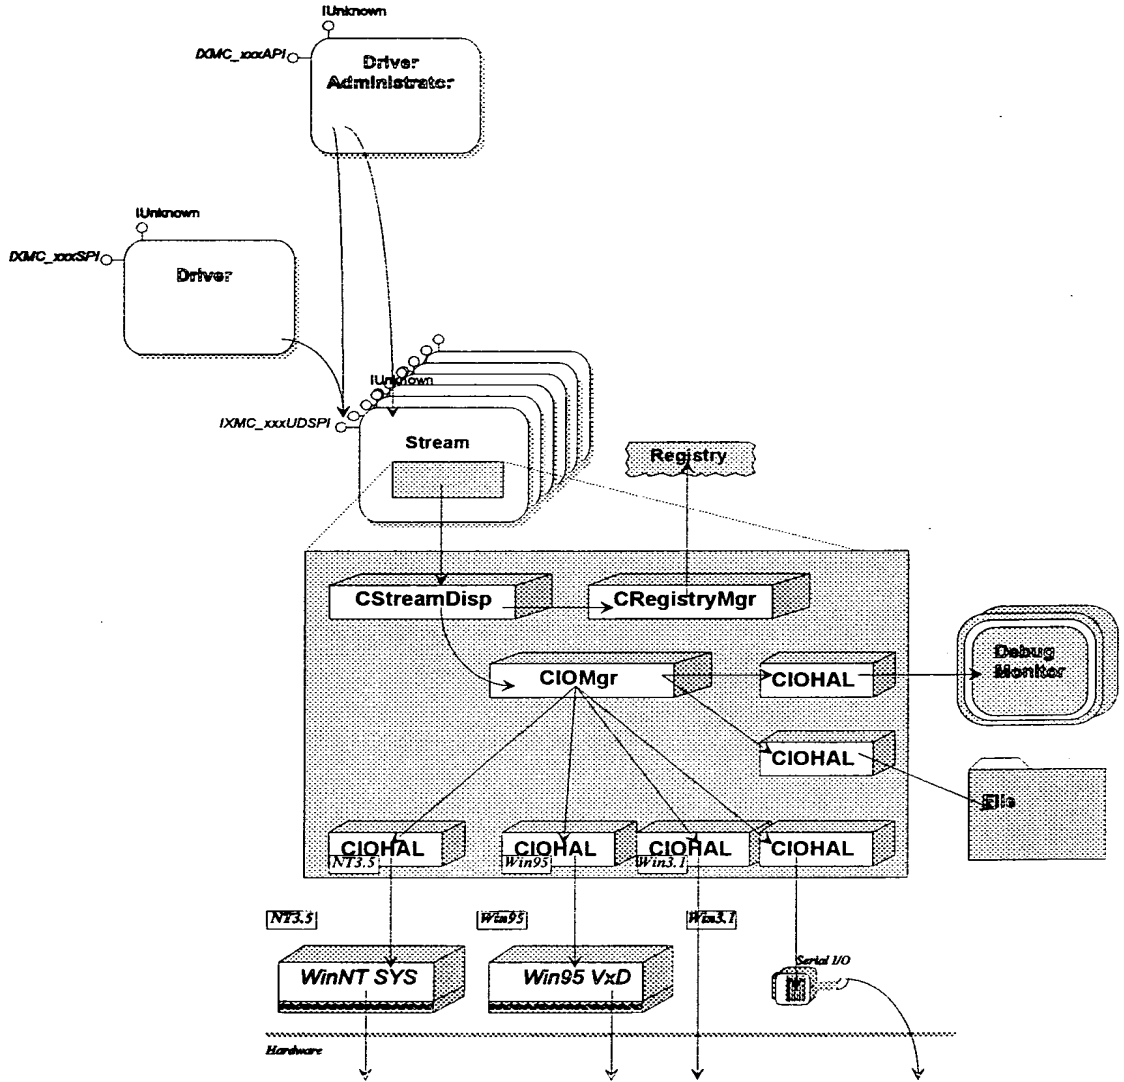 IUnknown
IXMC_xxxAPI
Driver
Administrator
IUnknown
IXMC_xxxSPI
Driver
IUnknown
IXMC_xxxUDSPI
Stream
Registry
CStreamDisp
CRegistryMgr
CIOMgr
CIOHAL
Debug
Monitor
CIOHAL
File
CIOHAL
NT3.5
CIOHAL
Win95
CIOHAL
Win3.1
CIOHAL
NT3.5
Win95
Win3.1
WinNT SYS
Win95 VxD
Serial I/O
Hardware